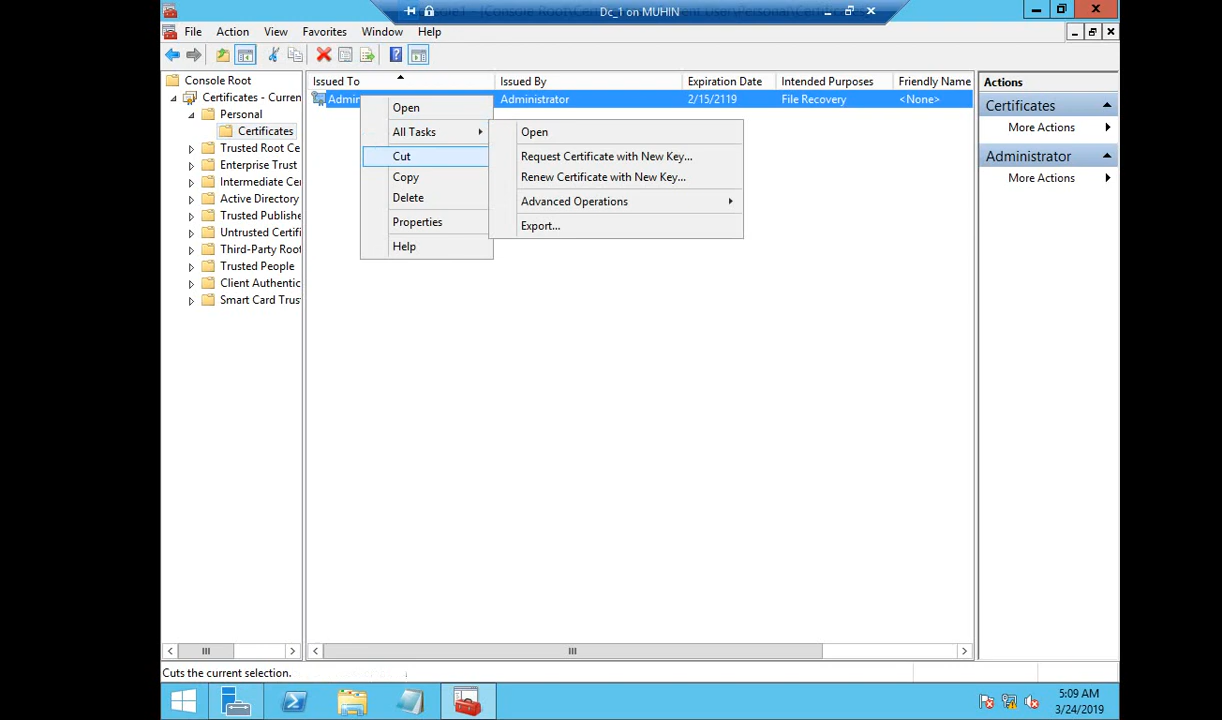 Dc_1 on MUHIN
File Action View Favorites Window Help
Console Root
Certificates - Curren
Personal
Certificates
Trusted Root Ce
Enterprise Trust
Intermediate Cer
Active Directory
Trusted Publishe
Untrusted Certifi
Third-Party Root
Trusted People
Client Authentic
Smart Card Trus
Issued To Issued By Expiration Date Intended Purposes Friendly Name
Admin Administrator 2/15/2119 File Recovery <None>
Open
All Tasks
Cut
Copy
Delete
Properties
Help
Open
Request Certificate with New Key...
Renew Certificate with New Key...
Advanced Operations
Export...
Actions
Certificates
More Actions
Administrator
More Actions
Cuts the current selection.
5:09 AM
3/24/2019